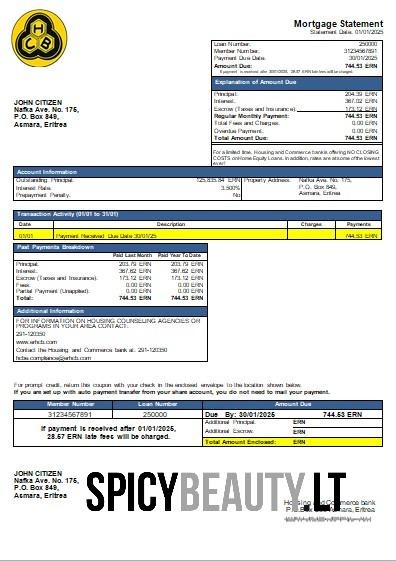 HCB
Mortgage Statement
Statement Date: 01/01/2025
Loan Number: 250000
Member Number: 31234567891
Payment Due Date: 30/01/2025
Amount Due: 744.53 ERN
If payment is received after 30/01/2025, 28.57 ERN late fees will be charged.
Explanation of Amount Due
Principal: 204.39 ERN
Interest: 367.02 ERN
Escrow (Taxes and Insurance): 173.12 ERN
Regular Monthly Payment: 744.53 ERN
Total Fees and Charges: 0.00 ERN
Overdue Payment: 0.00 ERN
Total Amount Due: 744.53 ERN
JOHN CITIZEN
Nafka Ave. No. 175,
P.O. Box 849,
Asmara, Eritrea
For a limited time, Housing and Commerce banks, offering NO CLOSING
COSTS on Home Equity Loans. In addition, rates are at some of the lowest
ever!
Account Information
Outstanding Principal: 125,835.84 ERN
Interest Rate: 3.500%
Prepayment Penalty: No
Property Address: Nafka Ave. No. 175,
P.O. Box 849,
Asmara, Eritrea
Transaction Activity (01/01 to 31/01)
Date Description Charges Payments
01/01 Payment Received Due Date 30/01/25 744.53 ERN
Past Payments Breakdown
Paid Last Month Paid Year To Date
Principal: 203.79 ERN 203.79 ERN
Interest: 367.62 ERN 367.62 ERN
Escrow (Taxes and Insurance): 173.12 ERN 173.12 ERN
Fees: 0.00 ERN 0.00 ERN
Partial Payment (Unapplied): 0.00 ERN 0.00 ERN
Total: 744.53 ERN 744.53 ERN
Additional Information
FOR INFORMATION ON HOUSING COUNSELING AGENCIES OR
PROGRAMS IN YOUR AREA CONTACT:
291-120350
www.erhcb.com
Contact the Housing and Commerce bank at. 291-120350
hcbe.compliance@erhcb.com
For prompt credit, return this coupon with your check in the enclosed envelope to the location shown below.
If you are set up with auto payment transfer from your share account, you do not need to mail your payment.
Member Number Loan Number Amount Due
31234567891 250000 Due By: 30/01/2025 744.53 ERN
If payment is received after 01/01/2025,
28.57 ERN late fees will be charged.
Additional Principal: ERN
Additional Escrow: ERN
Total Amount Enclosed: ERN
JOHN CITIZEN
Nafka Ave. No. 175,
P.O. Box 849,
Asmara, Eritrea
SPICYBEAUTY.LT
Housing and Commerce bank
Asmara, Eritrea